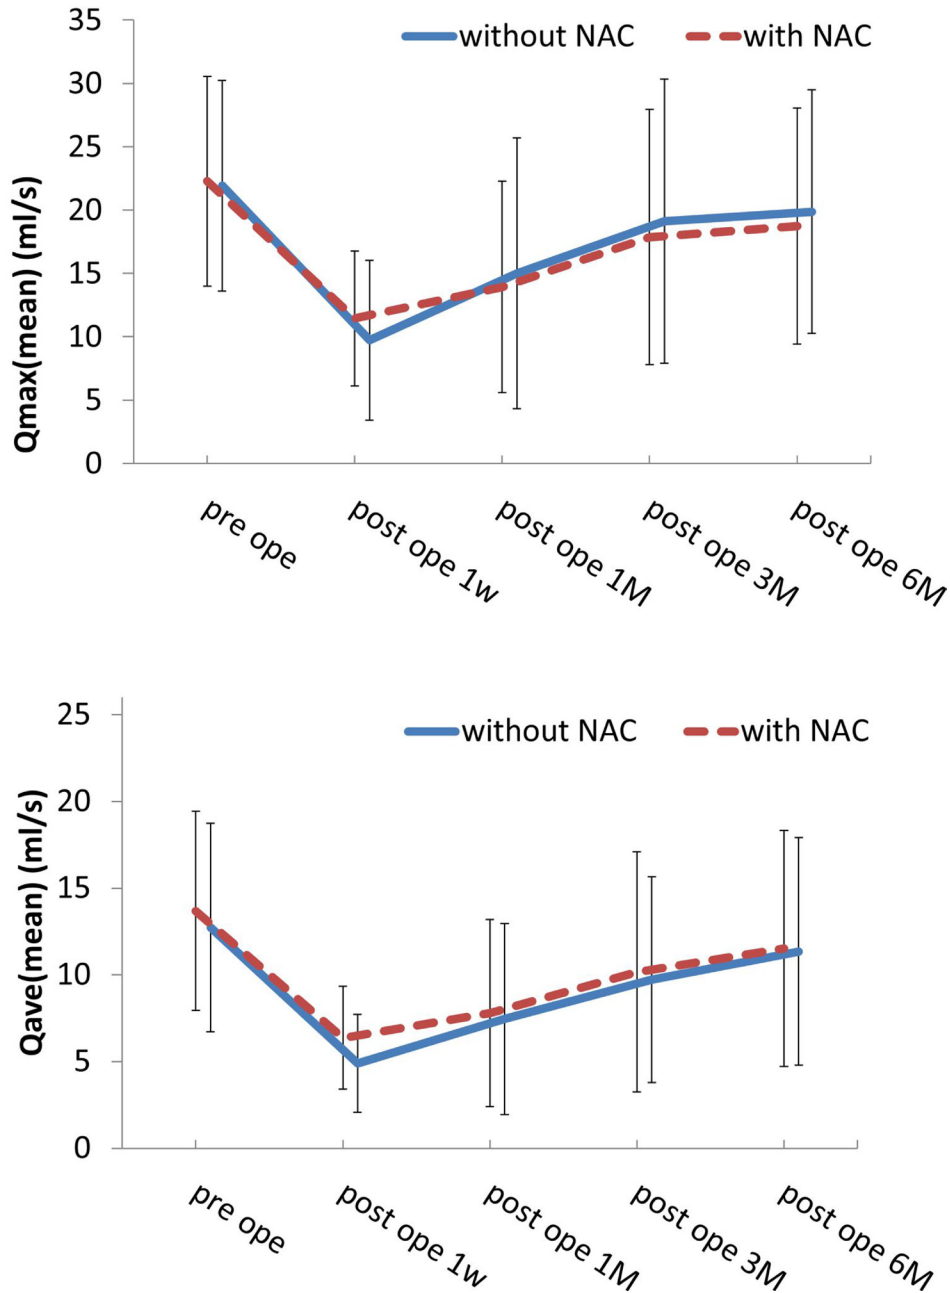 35
30
25
20
15
10
5
0
Qmax(mean) (ml/s)
without NAC
with NAC
pre ope
post ope 1w
post ope 1M
post ope 3M
post ope 6M
25
20
15
10
5
0
Qave(mean) (ml/s)
without NAC
with NAC
pre ope
post ope 1w
post ope 1M
post ope 3M
post ope 6M